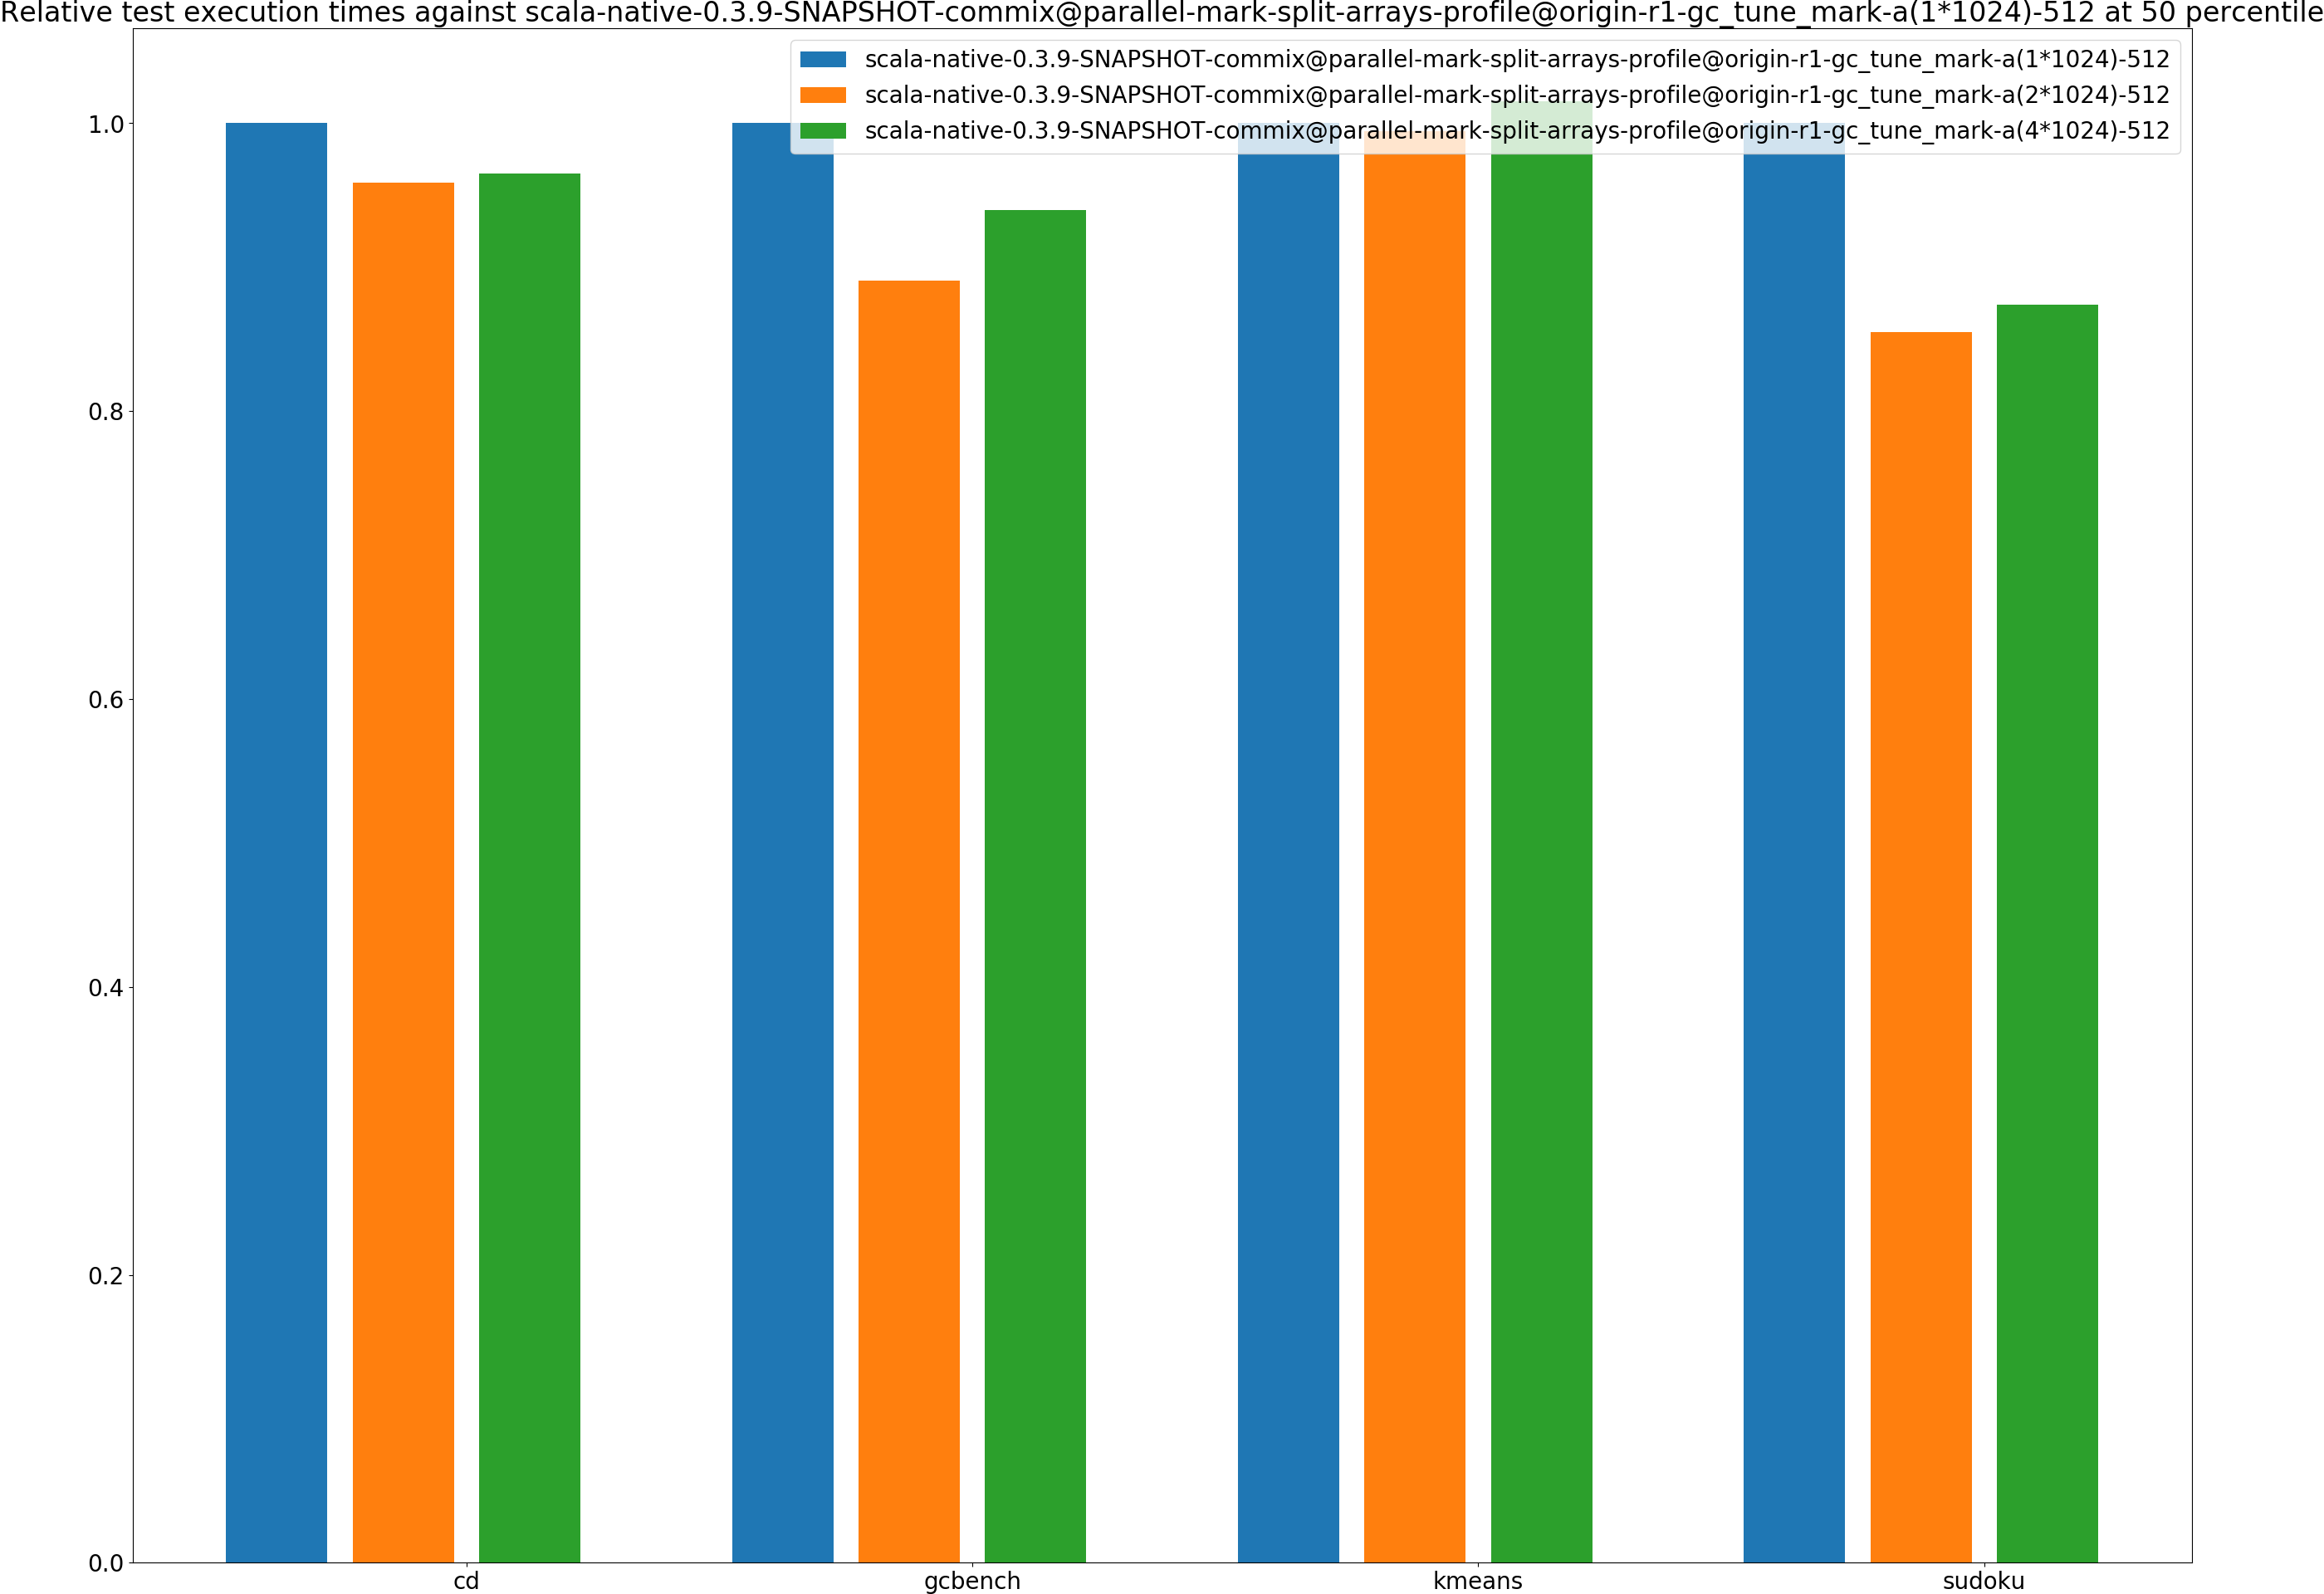 Relative test execution times against scala-native-0.3.9-SNAPSHOT-commix@parallel-mark-split-arrays-profile@origin-r1-gc_tune_mark-a(1*1024)-512 at 50 percentile
scala-native-0.3.9-SNAPSHOT-commix@parallel-mark-split-arrays-profile@origin-r1-gc_tune_mark-a(1*1024)-512
scala-native-0.3.9-SNAPSHOT-commix@parallel-mark-split-arrays-profile@origin-r1-gc_tune_mark-a(2*1024)-512
scala-native-0.3.9-SNAPSHOT-commix@parallel-mark-split-arrays-profile@origin-r1-gc_tune_mark-a(4*1024)-512
1.0
0.8
0.6
0.4
0.2
0.0
cd gcbench kmeans sudoku